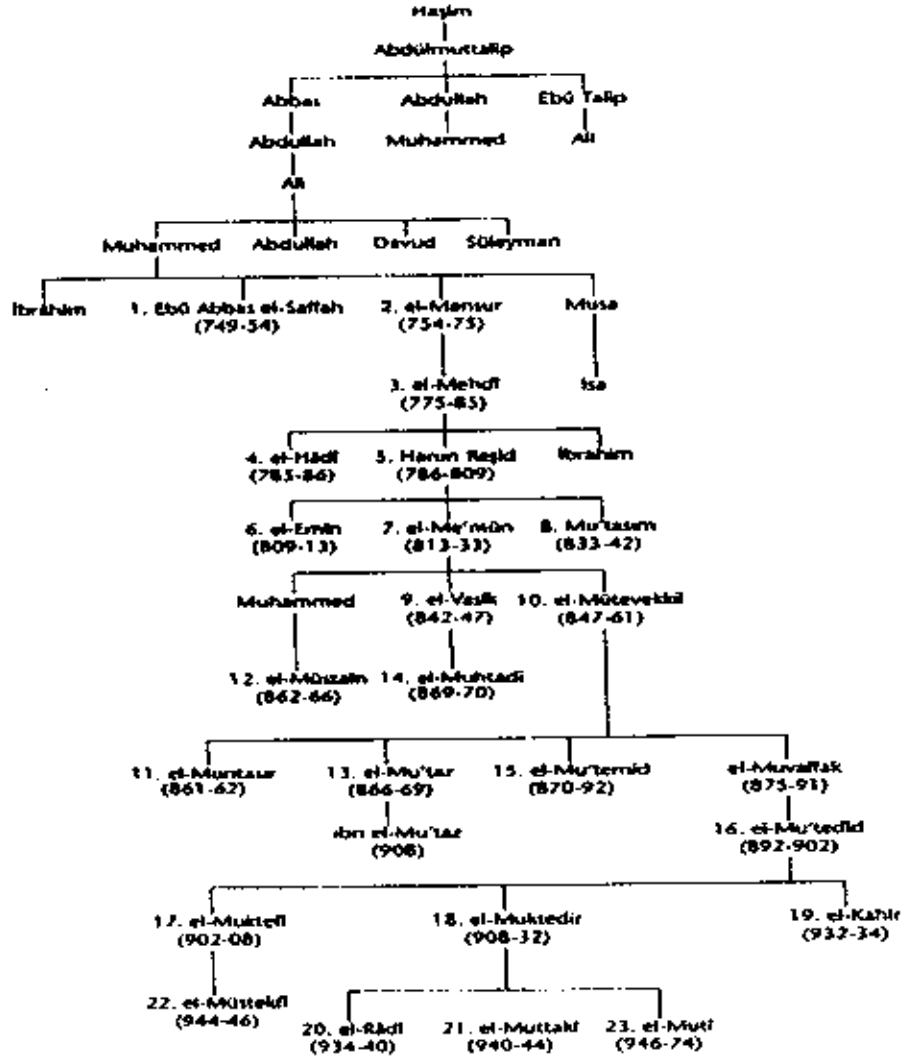 Haşim
Abdülmuttalip
Abbas Abdullah Ebû Talip
Abdullah Muhammed Ali
Ali
Muhammed Abdullah Davud Süleyman
İbrahim 1. Ebû Abbas el-Saffah 2. el-Mansur Musa
(749-54) (754-75)
3. el-Mehdî İsa
(775-85)
4. el-Hâdî 5. Harun Reşid İbrahim
(785-86) (786-809)
6. el-Emîn 7. el-Me'mûn 8. Mu'tasım
(809-13) (813-33) (833-42)
Muhammed 9. el-Vasik 10. el-Mütevekkil
(842-47) (847-61)
12. el-Müstain 14. el-Muhtadi
(862-66) (869-70)
11. el-Muntasır 13. el-Mu'taz 15. el-Mu'temid el-Muvaffak
(861-62) (866-69) (870-92) (875-91)
ibn el-Mu'taz 16. el-Mu'tedid
(908) (892-902)
17. el-Muktefi 18. el-Muktedir 19. el-Kahir
(902-08) (908-32) (932-34)
22. el-Müstekfî
(944-46)
20. el-Râdî 21. el-Muttaki 23. el-Muti
(934-40) (940-44) (946-74)